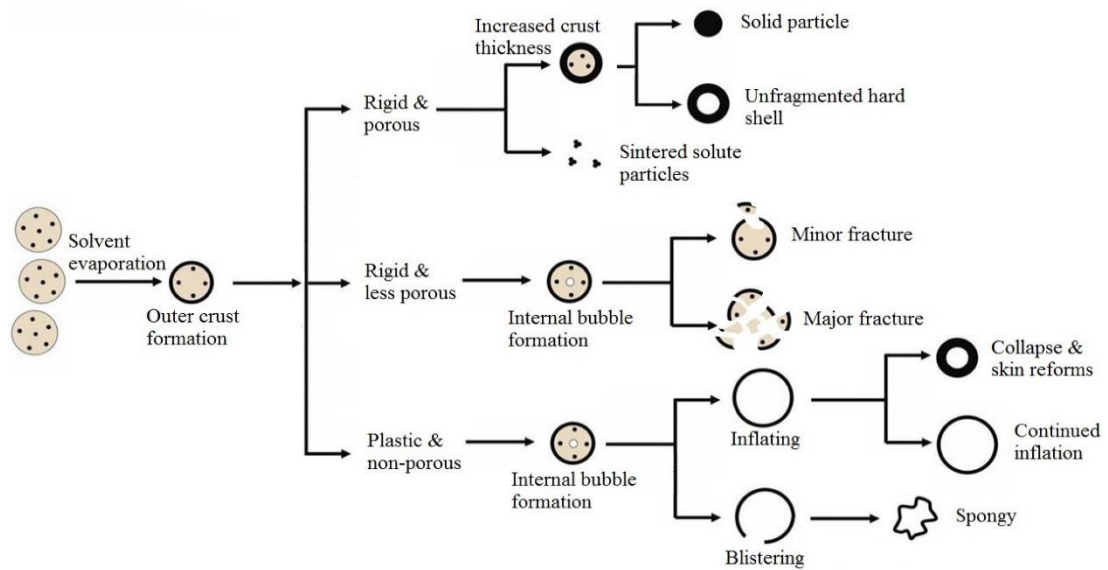 Solvent
evaporation
Outer crust
formation
Rigid &
porous
Increased crust
thickness
Solid particle
Unfragmented hard
shell
Sintered solute
particles
Rigid &
less porous
Internal bubble
formation
Minor fracture
Major fracture
Plastic &
non-porous
Internal bubble
formation
Inflating
Collapse &
skin reforms
Continued
inflation
Blistering
Spongy